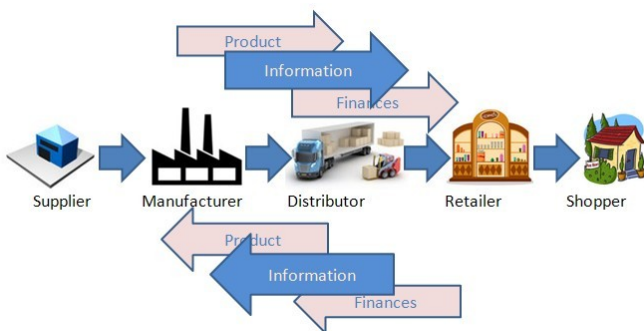 Product
Information
Finances
Supplier
Manufacturer
Distributor
Retailer
Shopper
Product
Information
Finances